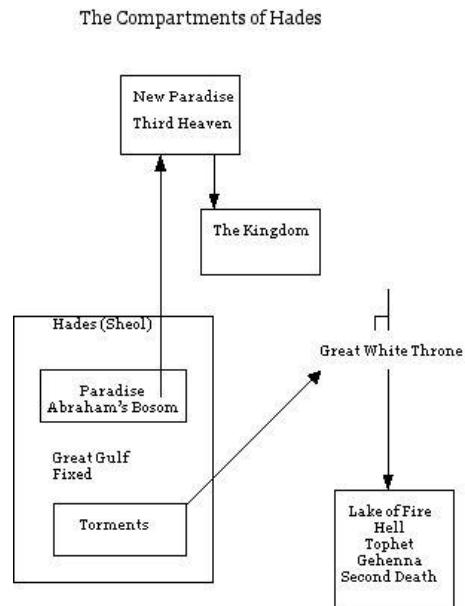 The Compartments of Hades
New Paradise
Third Heaven
The Kingdom
Hades (Sheol)
Great White Throne
Paradise
Abraham's Bosom
Great Gulf
Fixed
Torments
Lake of Fire
Hell
Tophet
Gehenna
Second Death